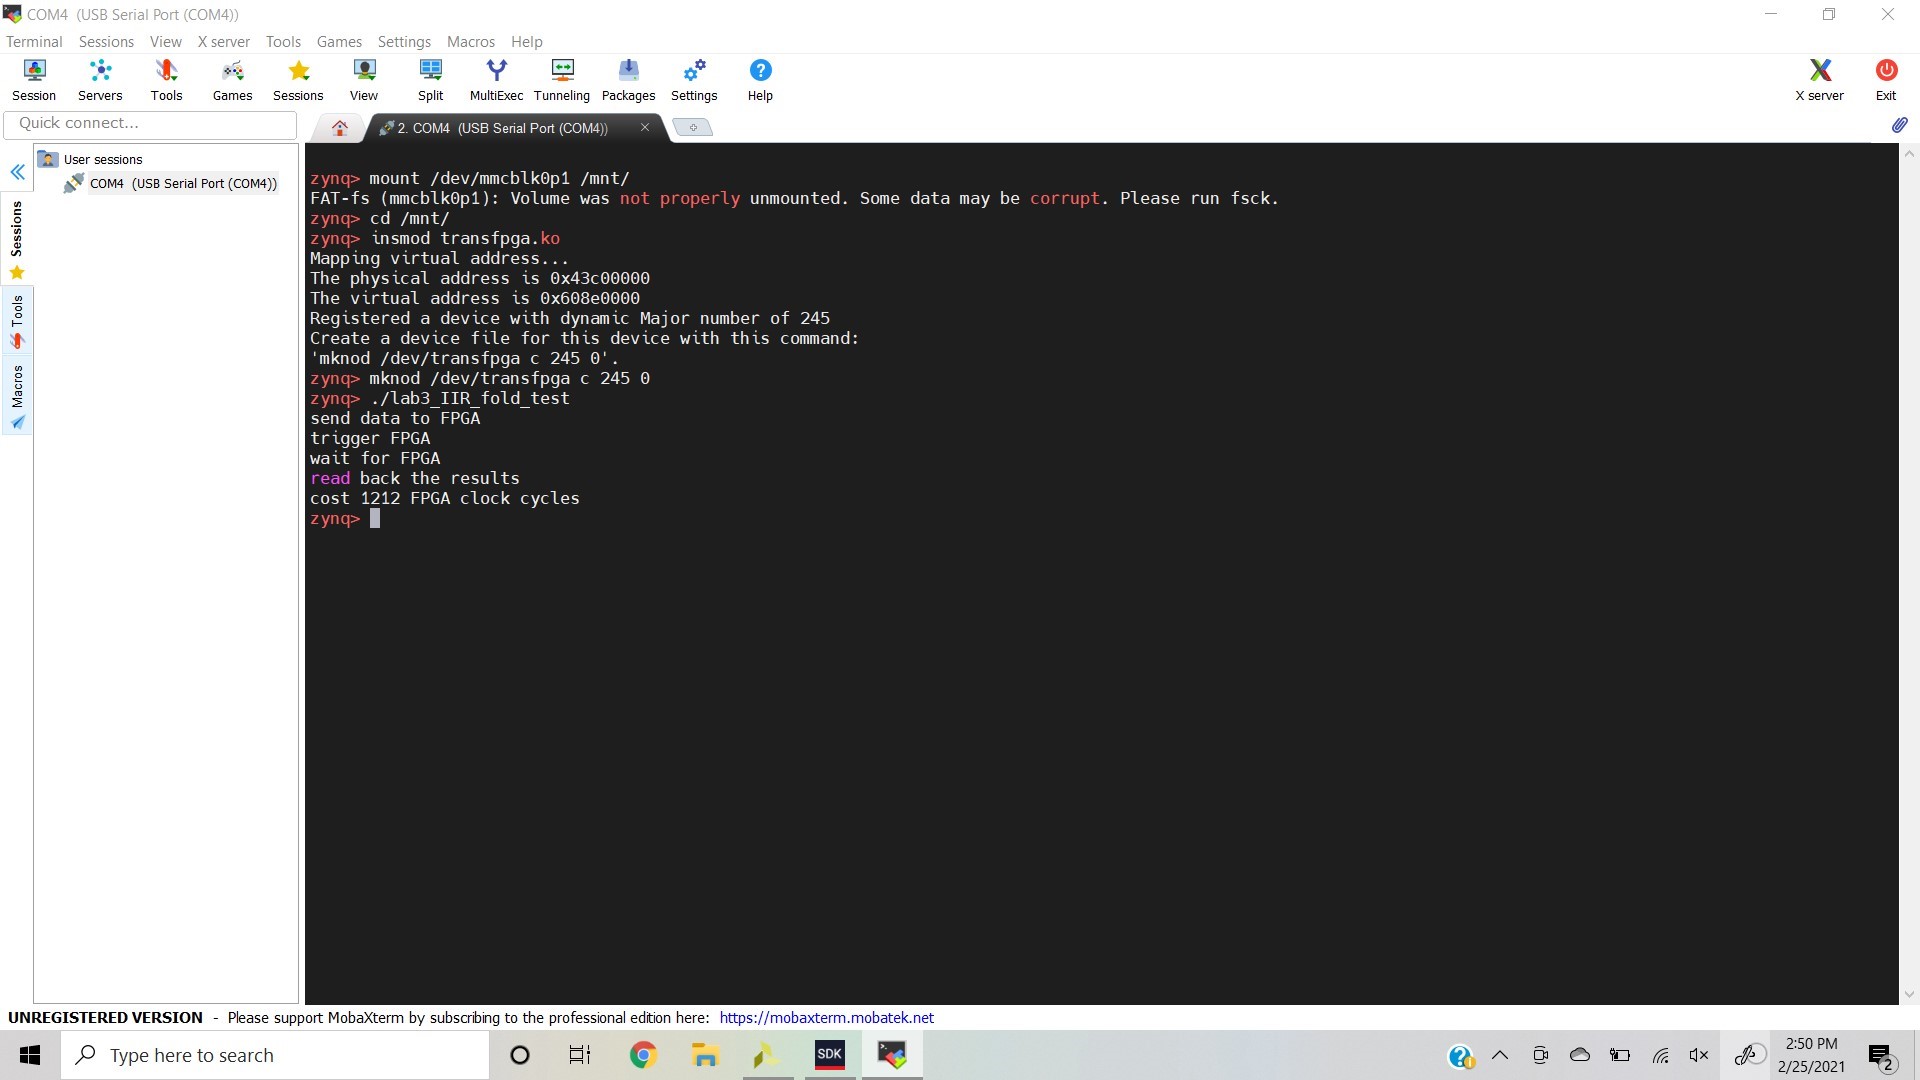 COM4 (USB Serial Port (COM4))
Terminal Sessions View X server Tools Games Settings Macros Help
Session Servers Tools Games Sessions View Split MultiExec Tunneling Packages Settings Help X server Exit
Quick connect...
2. COM4 (USB Serial Port (COM4))
User sessions
COM4 (USB Serial Port (COM4))
Sessions
Tools
Macros
zynq> mount /dev/mmcblk0p1 /mnt/
FAT-fs (mmcblk0p1): Volume was not properly unmounted. Some data may be corrupt. Please run fsck.
zynq> cd /mnt/
zynq> insmod transfpga.ko
Mapping virtual address...
The physical address is 0x43c00000
The virtual address is 0x608e0000
Registered a device with dynamic Major number of 245
Create a device file for this device with this command:
'mknod /dev/transfpga c 245 0'.
zynq> mknod /dev/transfpga c 245 0
zynq> ./lab3_IIR_fold_test
send data to FPGA
trigger FPGA
wait for FPGA
read back the results
cost 1212 FPGA clock cycles
zynq>
UNREGISTERED VERSION - Please support MobaXterm by subscribing to the professional edition here: https://mobaxterm.mobatek.net
Type here to search
SDK
2:50 PM
2/25/2021
2